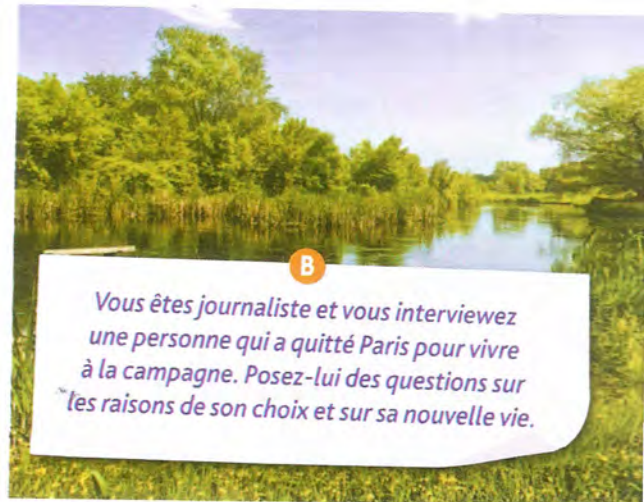 B
Vous êtes journaliste et vous interviewez
une personne qui a quitté Paris pour vivre
à la campagne. Posez-lui des questions sur
les raisons de son choix et sur sa nouvelle vie.